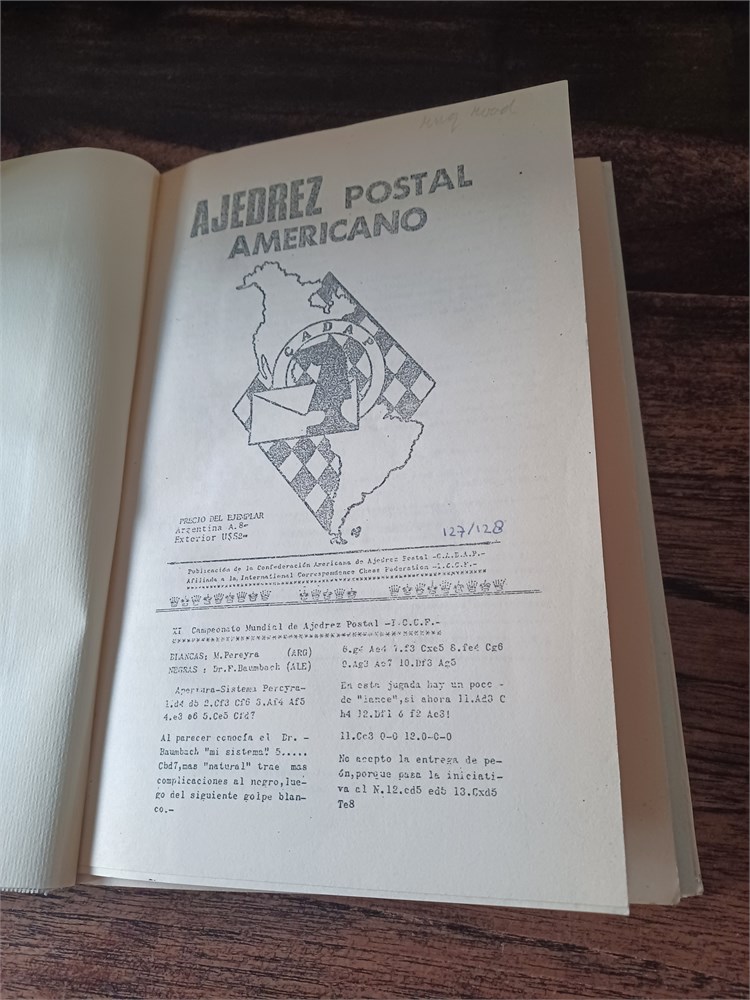 AJEDREZ POSTAL
AMERICANO
CADAP
PRECIO DEL EJEMPLAR
Argentina A.8-
Exterior U$S2-
127/128
Publicación de la Confederación Americana de Ajedrez Postal -C.A.D.A.P.-
Afiliada a la International Correspondence Chess Federation -I.C.C.F.-
XI Campeonato Mundial de Ajedrez Postal -I.C.C.F.-
BLANCAS: M.Pereyra (ARG)
NEGRAS : Dr.F.Baumbach (ALE)
Apertura-Sistema Pereyra-
1.d4 d5 2.Cf3 Cf6 3.Af4 Af5
4.e3 e6 5.Ce5 Cfd7
Al parecer conocía el Dr. -
Baumbach "mi sistema" 5.....
Cbd7,mas "natural" trae mas
complicaciones al negro,lue-
go del siguiente golpe blan-
co.-
6.g4 Ae4 7.f3 Cxe5 8.fe4 Cg6
9.Ag3 Ae7 10.Df3 Ag5
En esta jugada hay un poco -
de "lance",si ahora 11.Ad3 C
h4 12.Df1 ó f2 Ae3!
11.Cc3 0-0 12.0-0-0
No acepto la entrega de pe-
ón,porque pasa la iniciati-
va al N.12.ed5 ed5 13.Cxd5
Te8